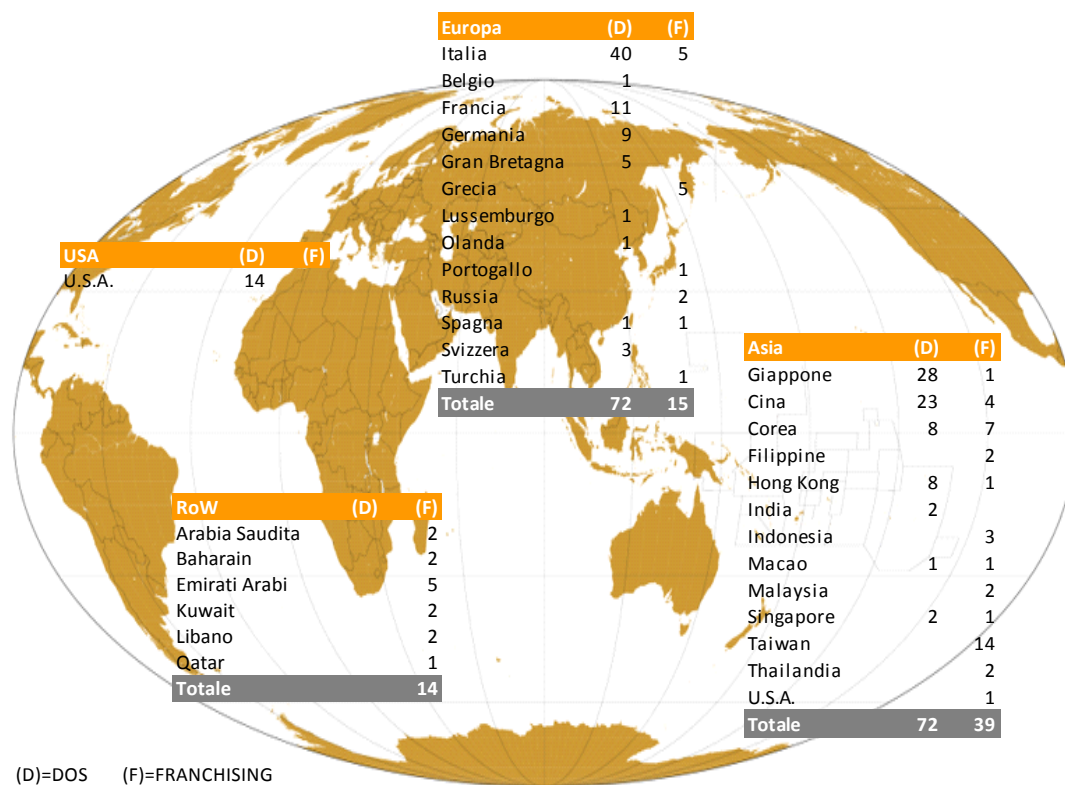 Europa (D) (F)
Italia 40 5
Belgio 1
Francia 11
Germania 9
Gran Bretagna 5
Grecia 5
Lussemburgo 1
Olanda 1
Portogallo 1
Russia 2
Spagna 1 1
Svizzera 3
Turchia 1
Totale 72 15
USA (D) (F)
U.S.A. 14
Asia (D) (F)
Giappone 28 1
Cina 23 4
Corea 8 7
Filippine 2
Hong Kong 8 1
India 2
Indonesia 3
Macao 1 1
Malaysia 2
Singapore 2 1
Taiwan 14
Thailandia 2
U.S.A. 1
Totale 72 39
RoW (D) (F)
Arabia Saudita 2
Baharain 2
Emirati Arabi 5
Kuwait 2
Libano 2
Qatar 1
Totale 14
(D)=DOS (F)=FRANCHISING